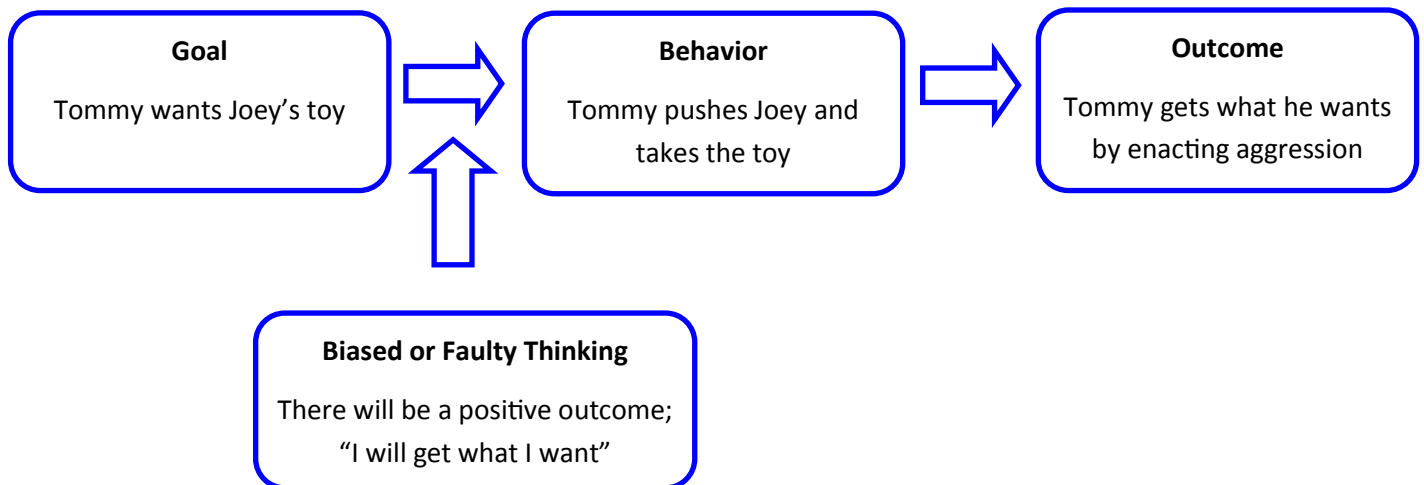 Goal
Tommy wants Joey’s toy
Behavior
Tommy pushes Joey and
takes the toy
Outcome
Tommy gets what he wants
by enacting aggression
Biased or Faulty Thinking
There will be a positive outcome;
“I will get what I want”